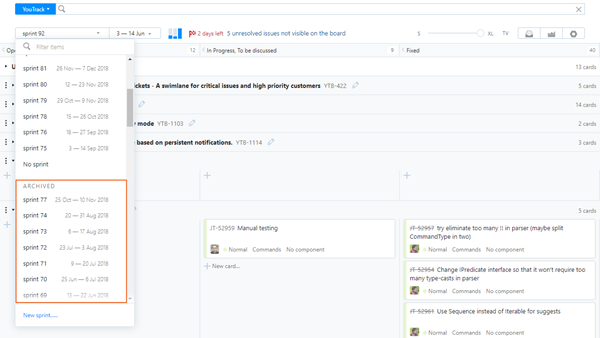 YouTrack
sprint 92
3 — 14 Jun
2 days left
5 unresolved issues not visible on the board
S
XL
TV
Filter items
12
In Progress, To be discussed
9
Fixed
40
sprint 81 26 Nov — 7 Dec 2018
13 cards
sprint 80 12 — 23 Nov 2018
ckets - A swimlane for critical issues and high priority customers YTB-422
5 cards
sprint 79 29 Oct — 9 Nov 2018
14 cards
sprint 78 15 — 26 Oct 2018
mode YTB-1103
2 cards
sprint 76 18 — 27 Sep 2018
based on persistent notifications. YTB-1114
3 cards
sprint 75 3 — 14 Sep 2018
No sprint
ARCHIVED
sprint 77 25 Oct — 10 Nov 2018
sprint 74 20 — 31 Aug 2018
5 cards
sprint 73 6 — 17 Aug 2018
sprint 72 23 Jul — 3 Aug 2018
sprint 71 9 — 20 Jul 2018
sprint 70 25 Jun — 6 Jul 2018
sprint 69 13 — 22 Jun 2018
New sprint…
JT-52959 Manual testing
Normal Commands No component
New card...
JT-52957 try eliminate too many !! in parser (maybe split
CommandType in two)
Normal Commands No component
JT-52954 Change IPredicate interface so that it won't require too
many type-casts in parser
Normal Commands No component
JT-52961 Use Sequence instead of iterable for suggests
Normal Commands No component